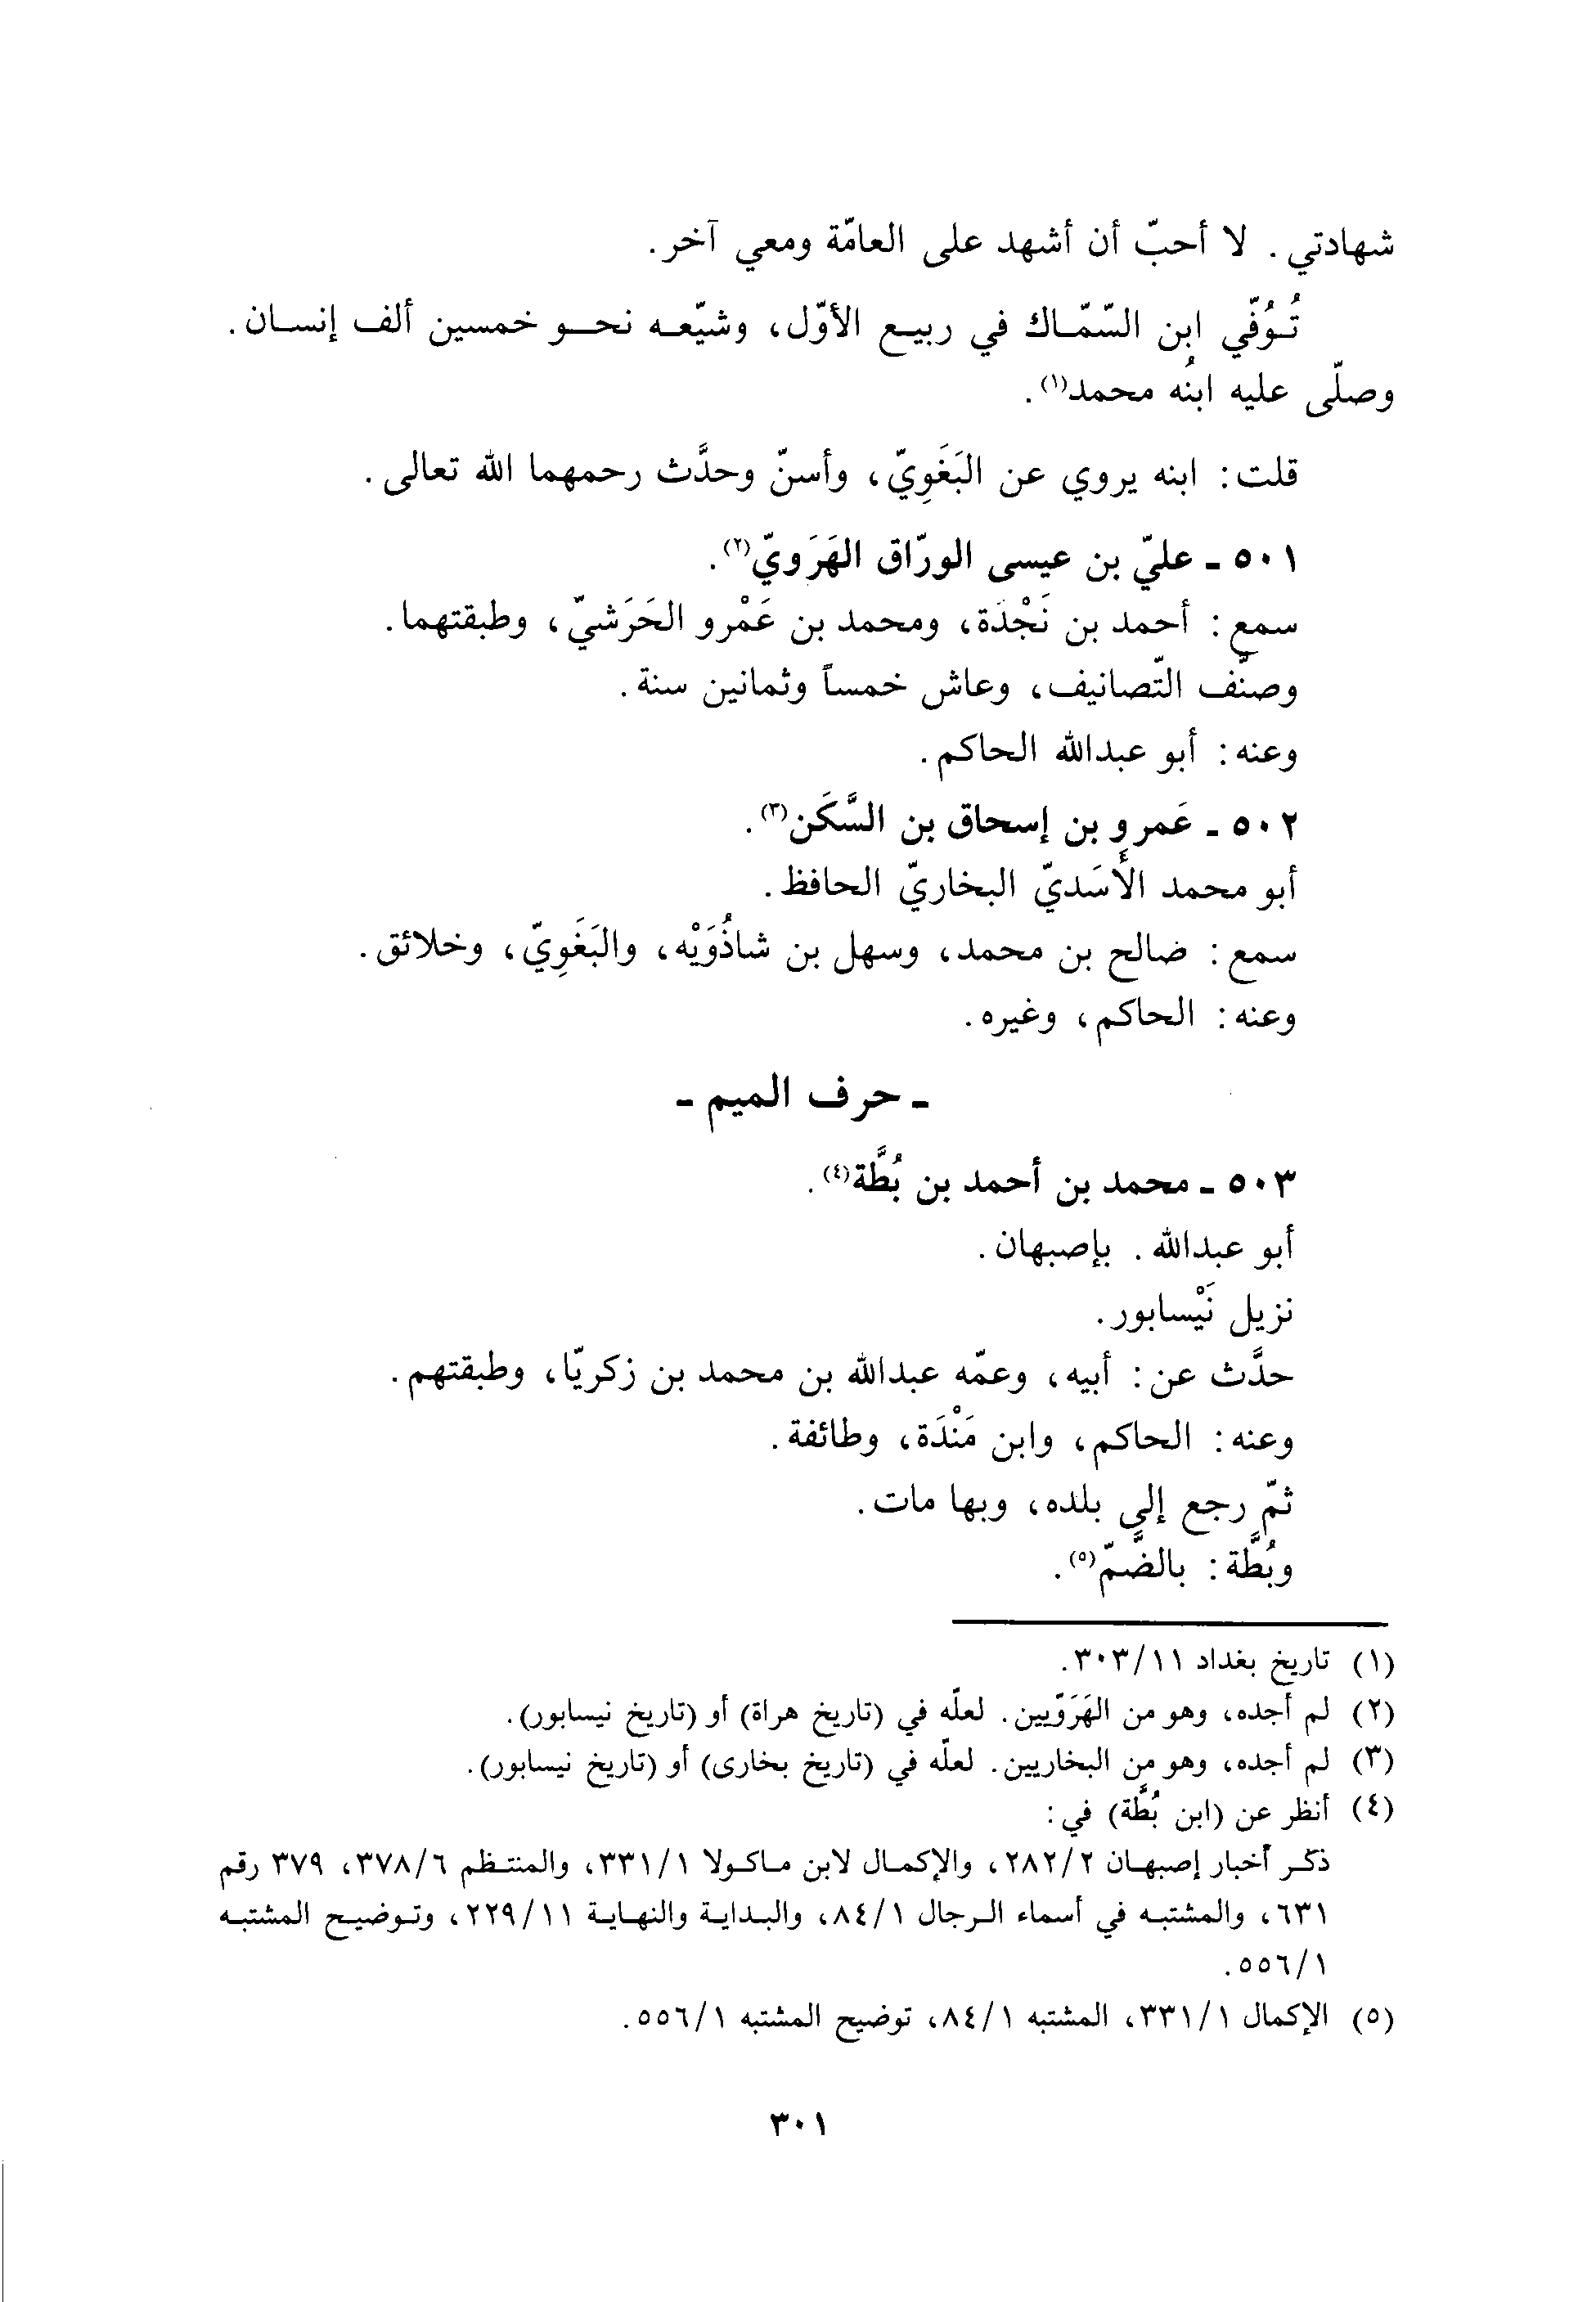 شهادتي. لا أحبّ أن أشهد على العامّة ومعي آخر.
تُوُفّي ابن السّمّاك في ربيع الأوّل، وشيّعه نحو خمسين ألف إنسان.
وصلّى عليه ابنُه محمد(١).
قلت: ابنه يروي عن البَغَوِيّ، وأسنّ وحدَّث رحمهما الله تعالى.
٥٠١ ـ عليّ بن عيسى الورّاق الهَرَويّ(٢).
سمع: أحمد بن نَجْدَة، ومحمد بن عَمْرو الحَرَشيّ، وطبقتهما.
وصنَّف التّصانيف، وعاش خمساً وثمانين سنة.
وعنه: أبو عبدالله الحاكم.
٥٠٢ ـ عَمرو بن إسحاق بن السَّكَن(٣).
أبو محمد الأَسَديّ البخاريّ الحافظ.
سمع: ضالح بن محمد، وسهل بن شاذُوَيْه، والبَغَوِيّ، وخلائق.
وعنه: الحاكم، وغيره.
ـ حرف الميم ـ
٥٠٣ ـ محمد بن أحمد بن بُطَّة(٤).
أبو عبدالله. بإصبهان.
نزيل نَيْسابور.
حدَّث عن: أبيه، وعمّه عبدالله بن محمد بن زكريّا، وطبقتهم.
وعنه: الحاكم، وابن مَنْدَة، وطائفة.
ثمّ رجع إلى بلده، وبها مات.
وبُطَّة: بالضَّمّ(٥).
(١) تاريخ بغداد ٣٠٣/١١.
(٢) لم أجده، وهو من الهَرَوّيين. لعلّه في (تاريخ هراة) أو (تاريخ نيسابور).
(٣) لم أجده، وهو من البخاريين. لعلّه في (تاريخ بخارى) أو (تاريخ نيسابور).
(٤) أنظر عن (ابن بُطَّة) في:
ذكر أخبار إصبهان ٢٨٢/٢، والإكمال لابن ماكولا ٣٣١/١، والمنتظم ٣٧٨/٦، ٣٧٩ رقم
٦٣١، والمشتبه في أسماء الرجال ٨٤/١، والبداية والنهاية ٢٢٩/١١، وتوضيح المشتبه
٥٥٦/١.
(٥) الإكمال ٣٣١/١، المشتبه ٨٤/١، توضيح المشتبه ٥٥٦/١.
٣٠١